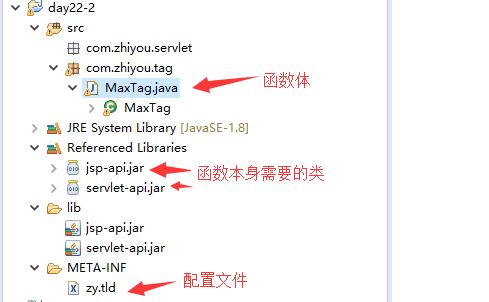 day22-2
src
com.zhiyou.servlet
com.zhiyou.tag
MaxTag.java
函数体
MaxTag
JRE System Library [JavaSE-1.8]
Referenced Libraries
jsp-api.jar
函数本身需要的类
servlet-api.jar
lib
jsp-api.jar
servlet-api.jar
META-INF
配置文件
zy.tld